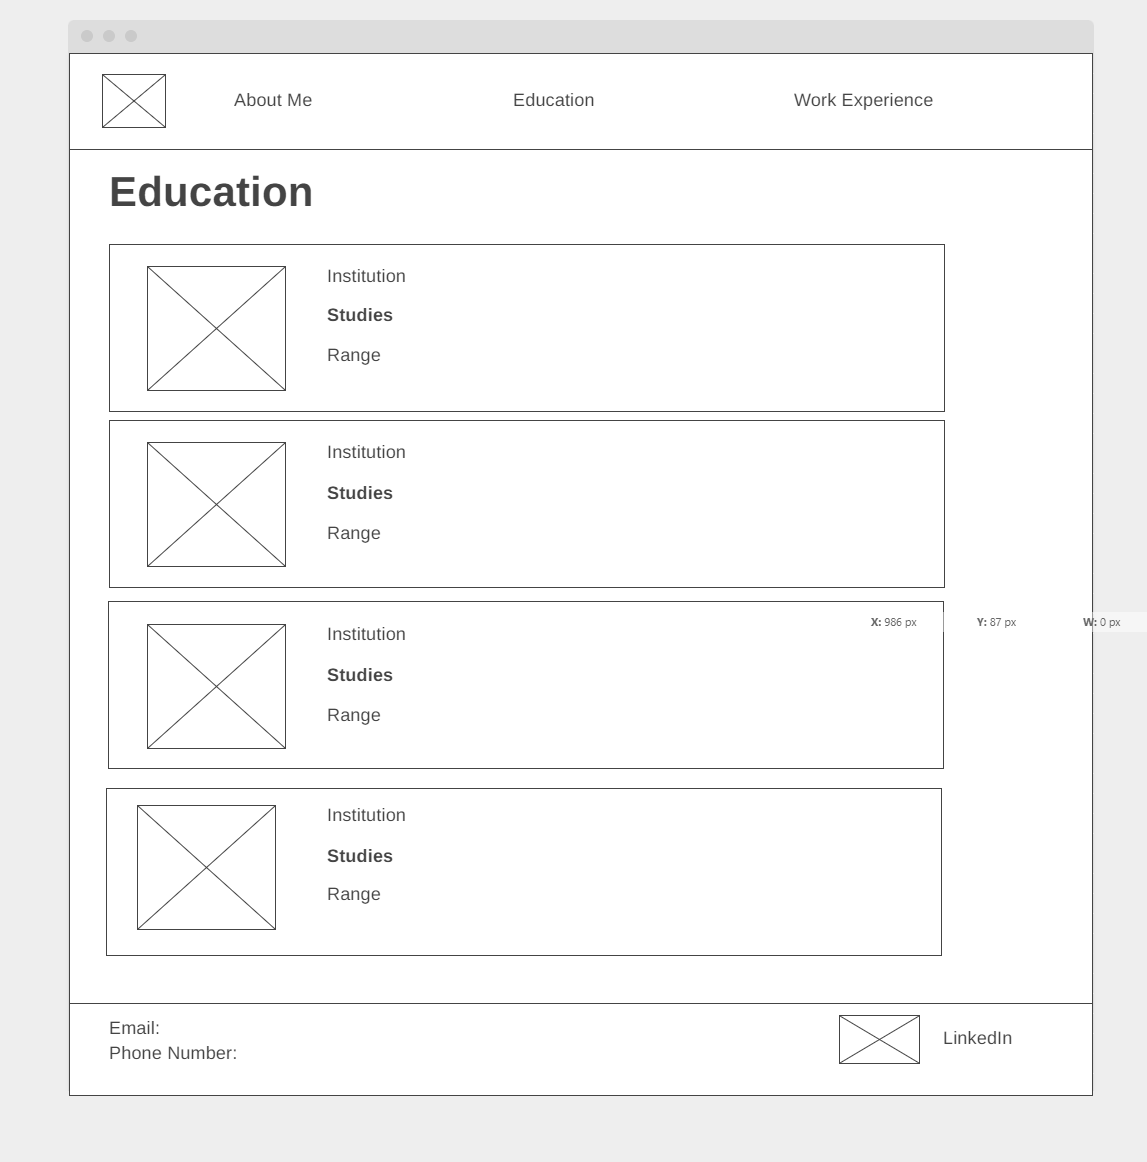 About Me Education Work Experience
Education
Institution
Studies
Range
Institution
Studies
Range
X: 986 px Y: 87 px W: 0 px
Institution
Studies
Range
Institution
Studies
Range
Email:
Phone Number:
LinkedIn